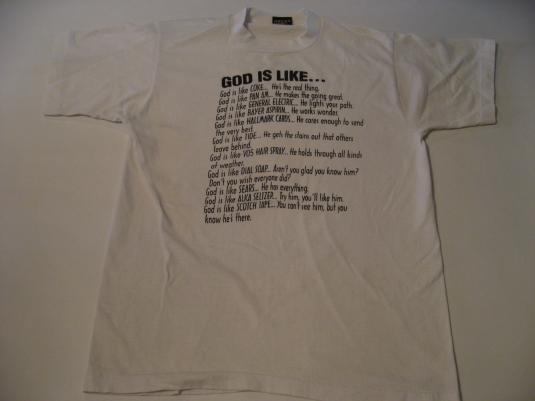 GOD IS LIKE...
God is like COKE... He's the real thing.
God is like PAN AM... He makes the going great.
God is like GENERAL ELECTRIC... He lights your path.
God is like BAYER ASPIRIN... He works wonder.
God is like HALLMARK CARDS... He cares enough to send
the very best.
God is like TIDE... He gets the stains out that others
leave behind.
God is like VO5 HAIR SPRAY... He holds through all kinds
of weather.
God is like DIAL SOAP... Aren't you glad you know him?
Don't you wish everyone did?
God is like SEARS... He has everything.
God is like ALKA SELTZER... Try him, you'll like him.
God is like SCOTCH TAPE... You can't see him, but you
know he's there.